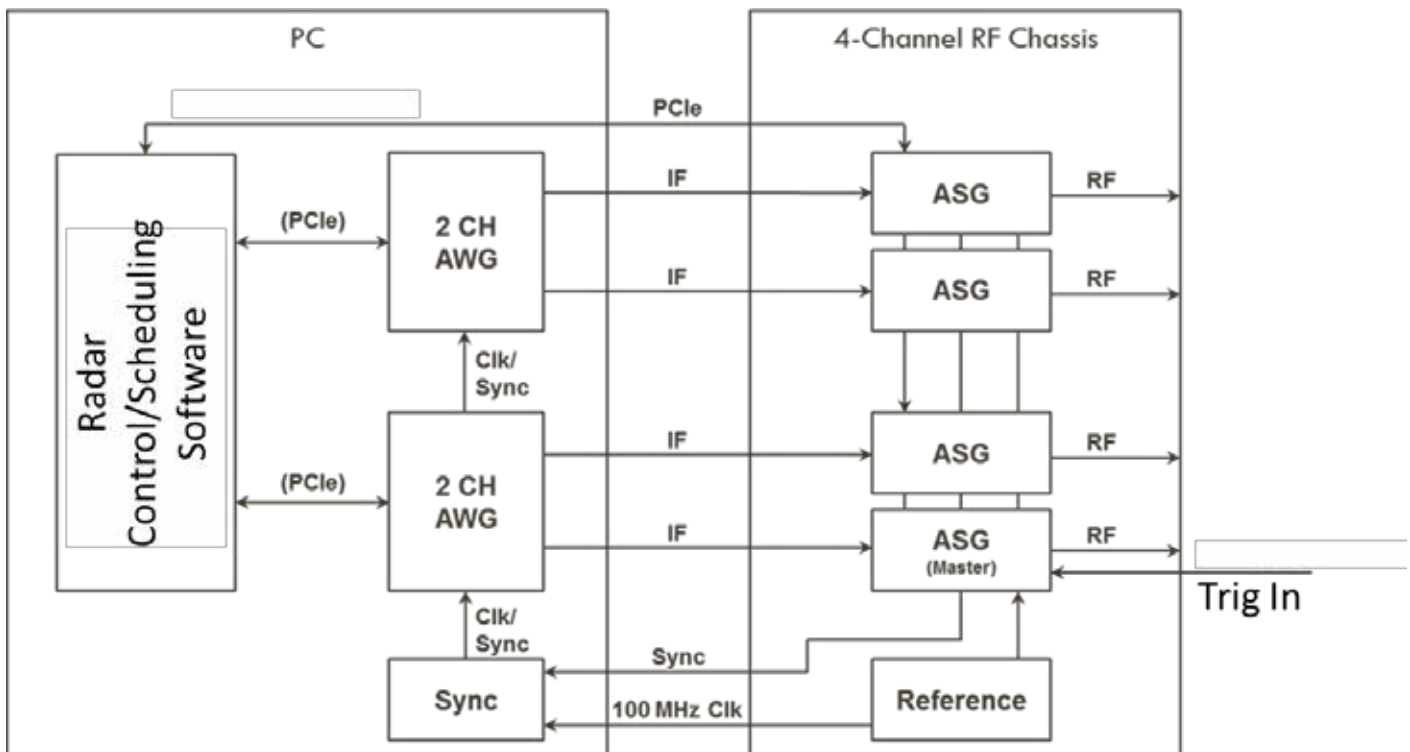 PC
4-Channel RF Chassis
PCIe
IF
ASG
RF
(PCIe)
2 CH
AWG
IF
ASG
RF
Radar
Control/Scheduling
Software
Clk/
Sync
IF
ASG
RF
(PCIe)
2 CH
AWG
IF
ASG
(Master)
RF
Trig In
Clk/
Sync
Sync
Sync
100 MHz Clk
Reference